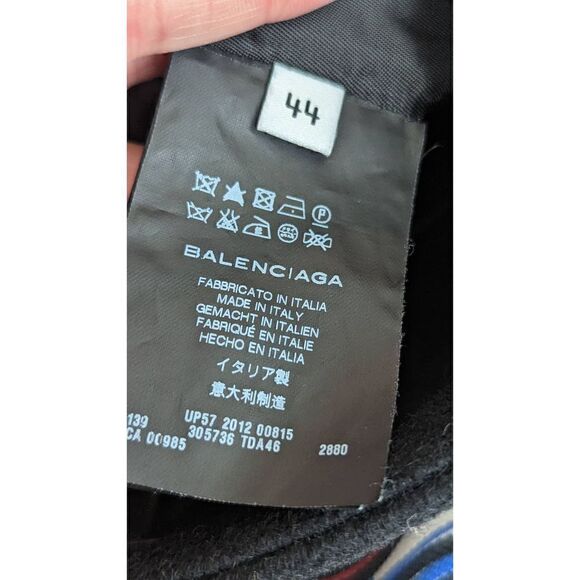 44
P
BALENCIAGA
FABBRICATO IN ITALIA
MADE IN ITALY
GEMACHT IN ITALIEN
FABRIQUÉ EN ITALIE
HECHO EN ITALIA
イタリア製
意大利制造
139 UP57 2012 00815
CA 00985 305736 TDA46 2880